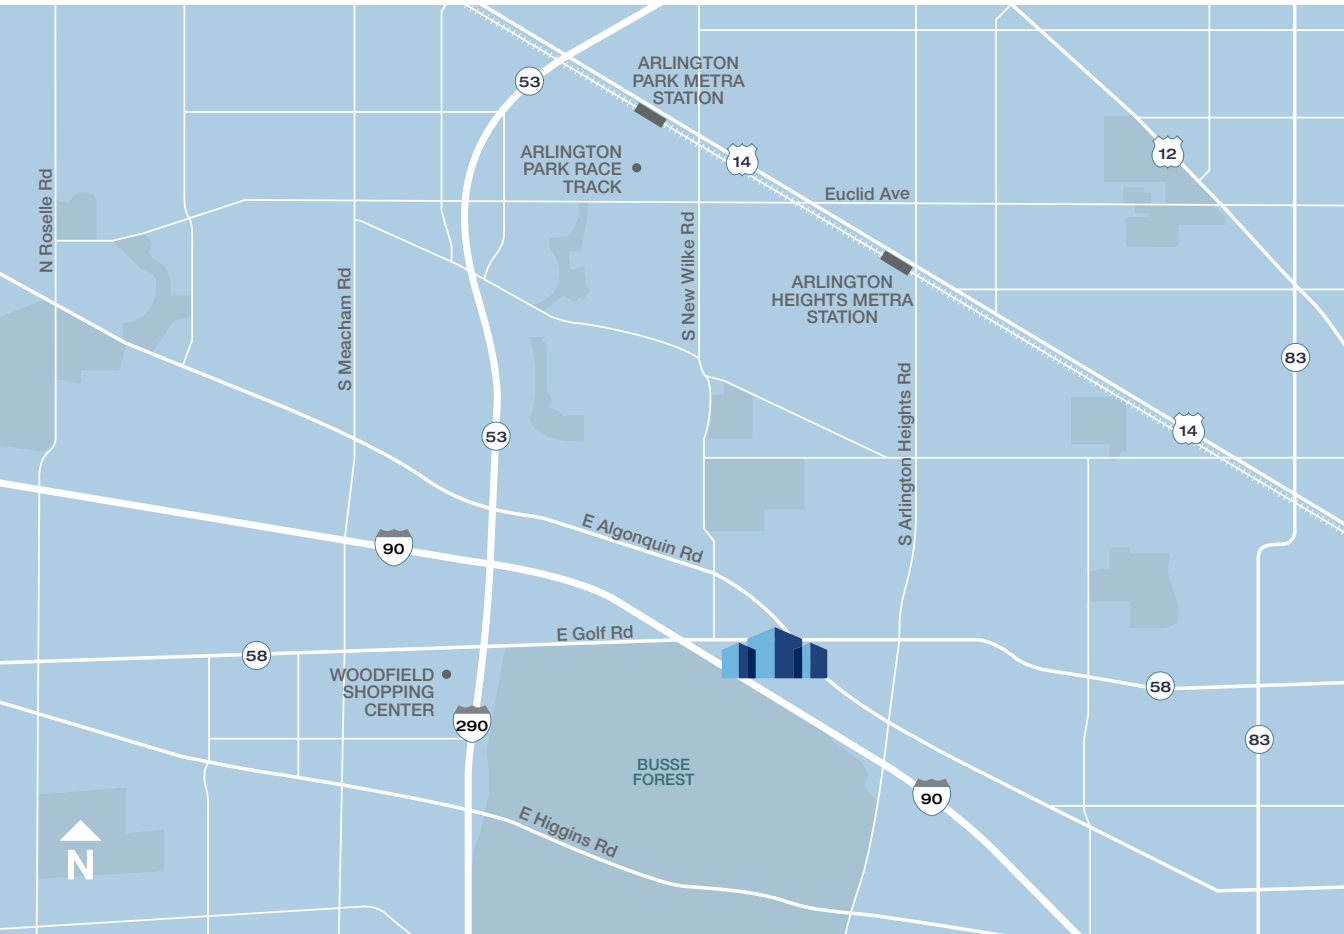 ARLINGTON
PARK METRA
STATION
53
ARLINGTON
PARK RACE
TRACK
14
12
Euclid Ave
N Roselle Rd
S Meacham Rd
S New Wilke Rd
ARLINGTON
HEIGHTS METRA
STATION
83
S Arlington Heights Rd
53
14
E Algonquin Rd
90
E Golf Rd
58
WOODFIELD
SHOPPING
CENTER
58
290
83
BUSSE
FOREST
90
E Higgins Rd
N